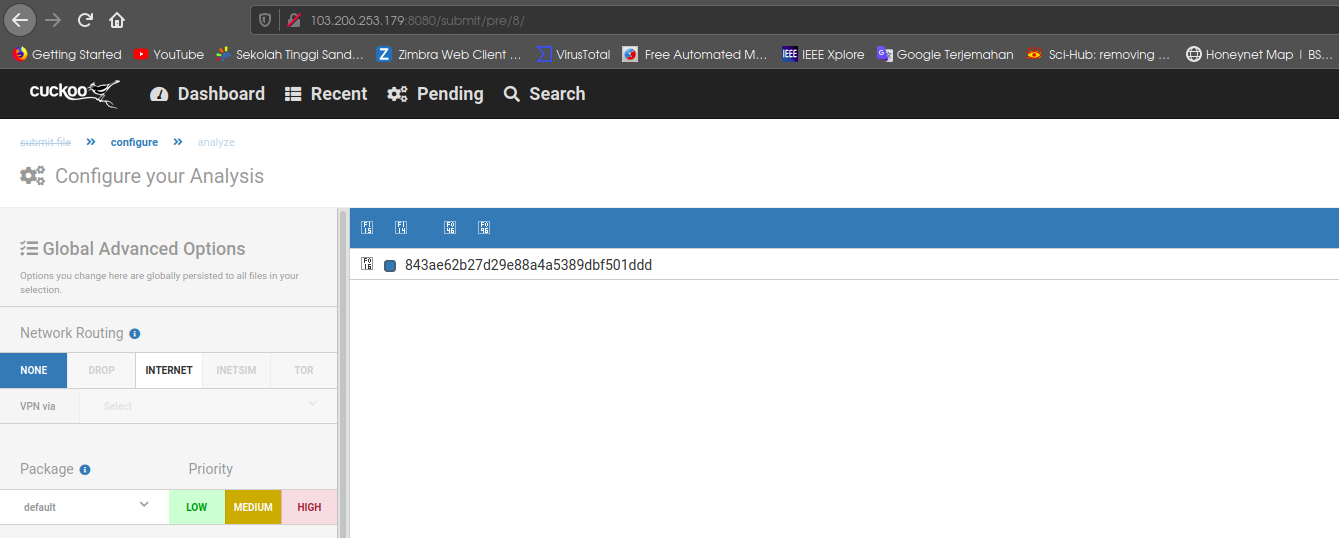 103.206.253.179:8080/submit/pre/8/
Getting Started YouTube Sekolah Tinggi Sand... Zimbra Web Client ... VirusTotal Free Automated M... IEEE IEEE Xplore Google Terjemahan Sci-Hub: removing ... Honeynet Map | BS...
cuckoo Dashboard Recent Pending Search
submit file configure analyze
Configure your Analysis
Global Advanced Options
Options you change here are globally persisted to all files in your
selection.
843ae62b27d29e88a4a5389dbf501ddd
Network Routing
NONE DROP INTERNET INETSIM TOR
VPN via Select
Package Priority
default LOW MEDIUM HIGH